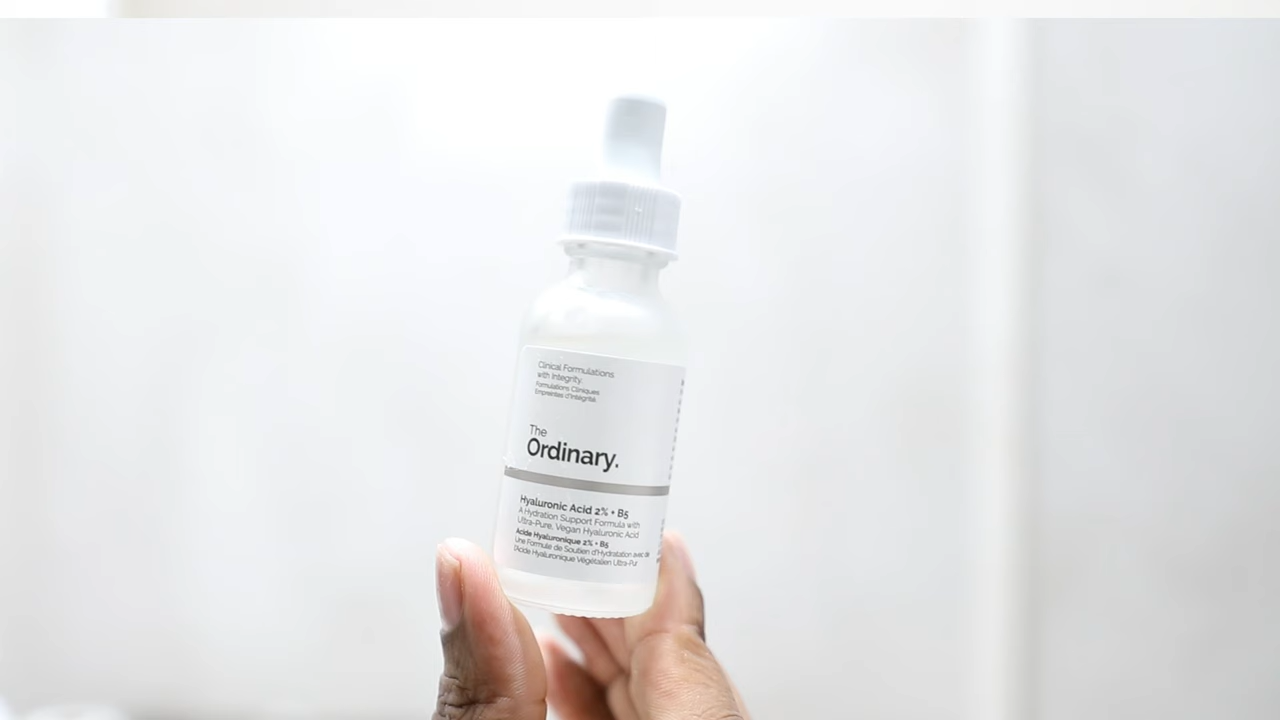 Clinical Formulations
with Integrity.
Formulations Cliniques
Empreintes d'Intégrité.
The
Ordinary.
Hyaluronic Acid 2% + B5
A Hydration Support Formula with
Ultra-Pure, Vegan Hyaluronic Acid
Acide Hyaluronique 2% + B5
Une Formule de Soutien d'Hydratation avec de
l'Acide Hyaluronique Végétalien Ultra-Pur